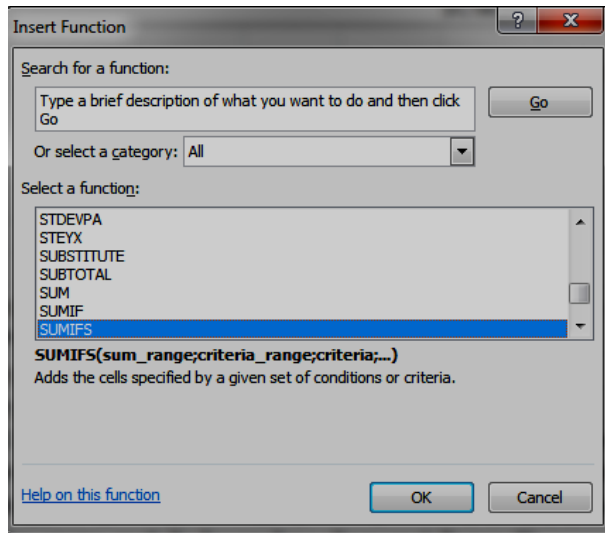 Insert Function
?
X
Search for a function:
Type a brief description of what you want to do and then click
Go
Go
Or select a category: All
Select a function:
STDEVPA
STEYX
SUBSTITUTE
SUBTOTAL
SUM
SUMIF
SUMIFS
SUMIFS(sum_range;criteria_range;criteria;...)
Adds the cells specified by a given set of conditions or criteria.
Help on this function
OK
Cancel